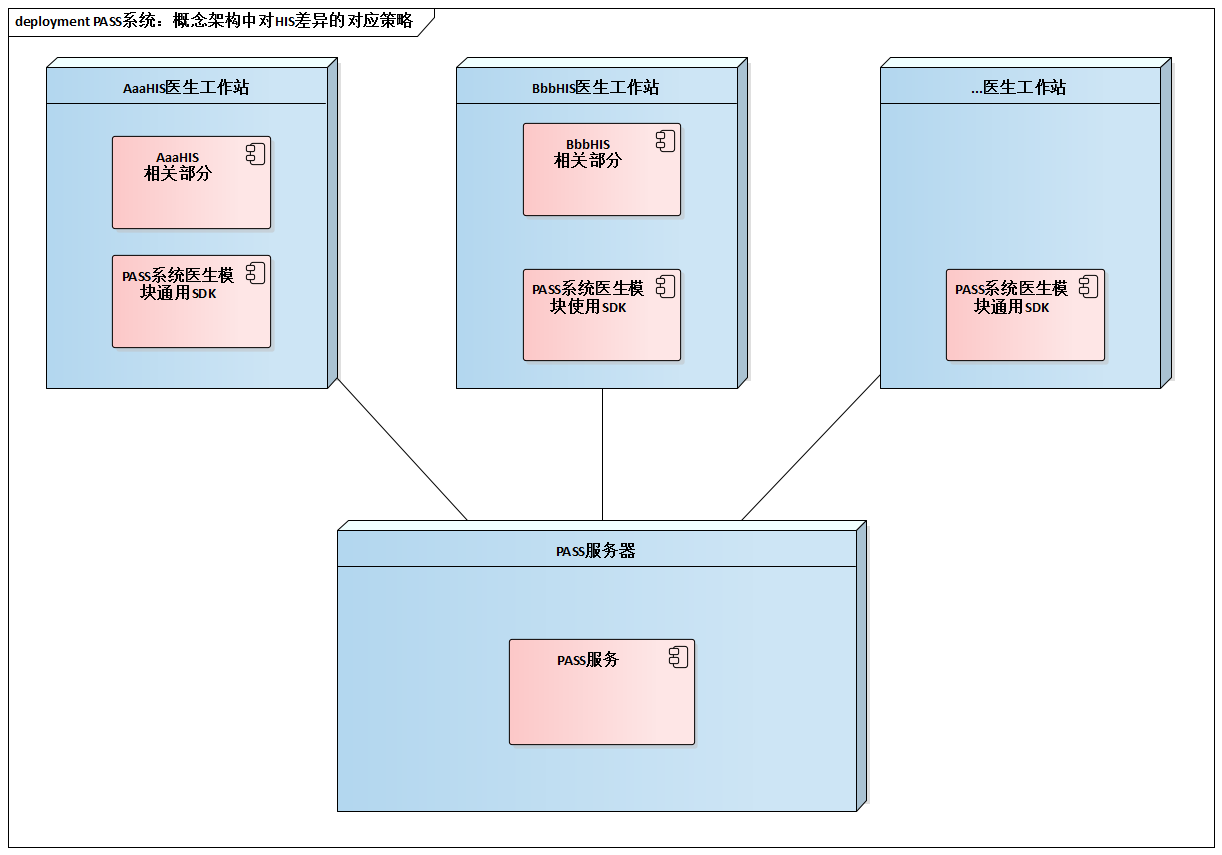 deployment PASS系统：概念架构中对HIS差异的对应策略
AaaHIS医生工作站
AaaHIS
相关部分
PASS系统医生模
块通用SDK
BbbHIS医生工作站
BbbHIS
相关部分
PASS系统医生模
块使用SDK
...医生工作站
PASS系统医生模
块通用SDK
PASS服务器
PASS服务